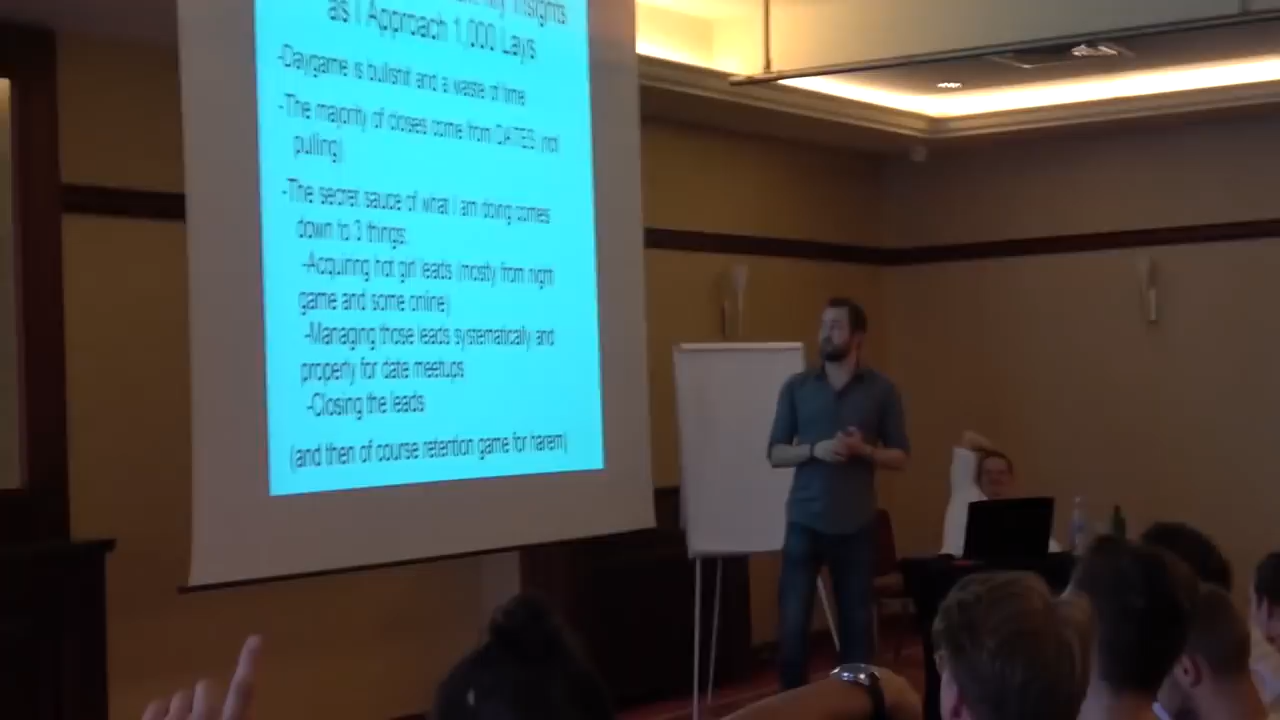 Insights
as I Approach 1,000 Lays
-Daygame is bullshit and a waste of time
-The majority of closes come from DATES (not
pulling)
-The secret sauce of what I am doing comes
down to 3 things:
-Acquiring hot girl leads (mostly from night
game and some online)
-Managing those leads systematically and
properly for date meetups
-Closing the leads
(and then of course retention game for harem)